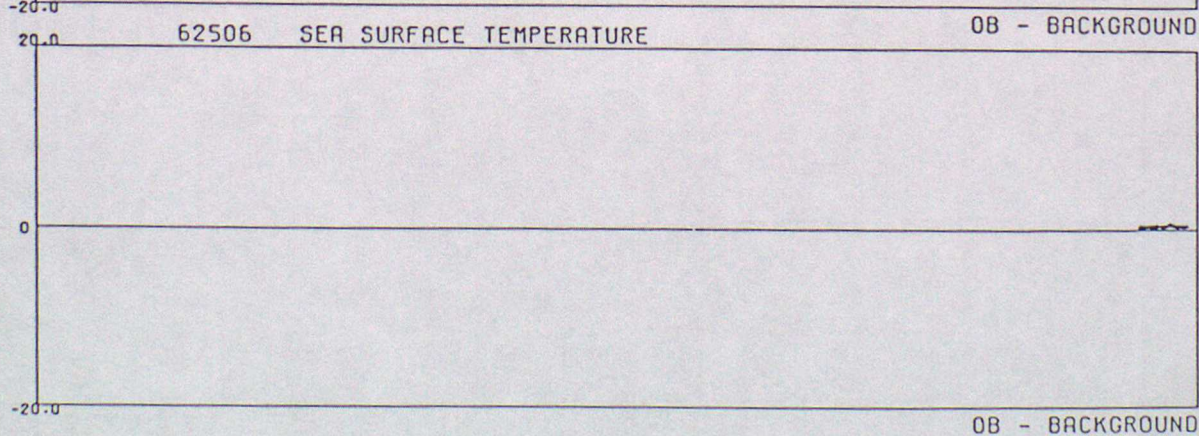 -20.0
OB - BACKGROUND
20.0
62506 SEA SURFACE TEMPERATURE
0
-20.0
OB - BACKGROUND